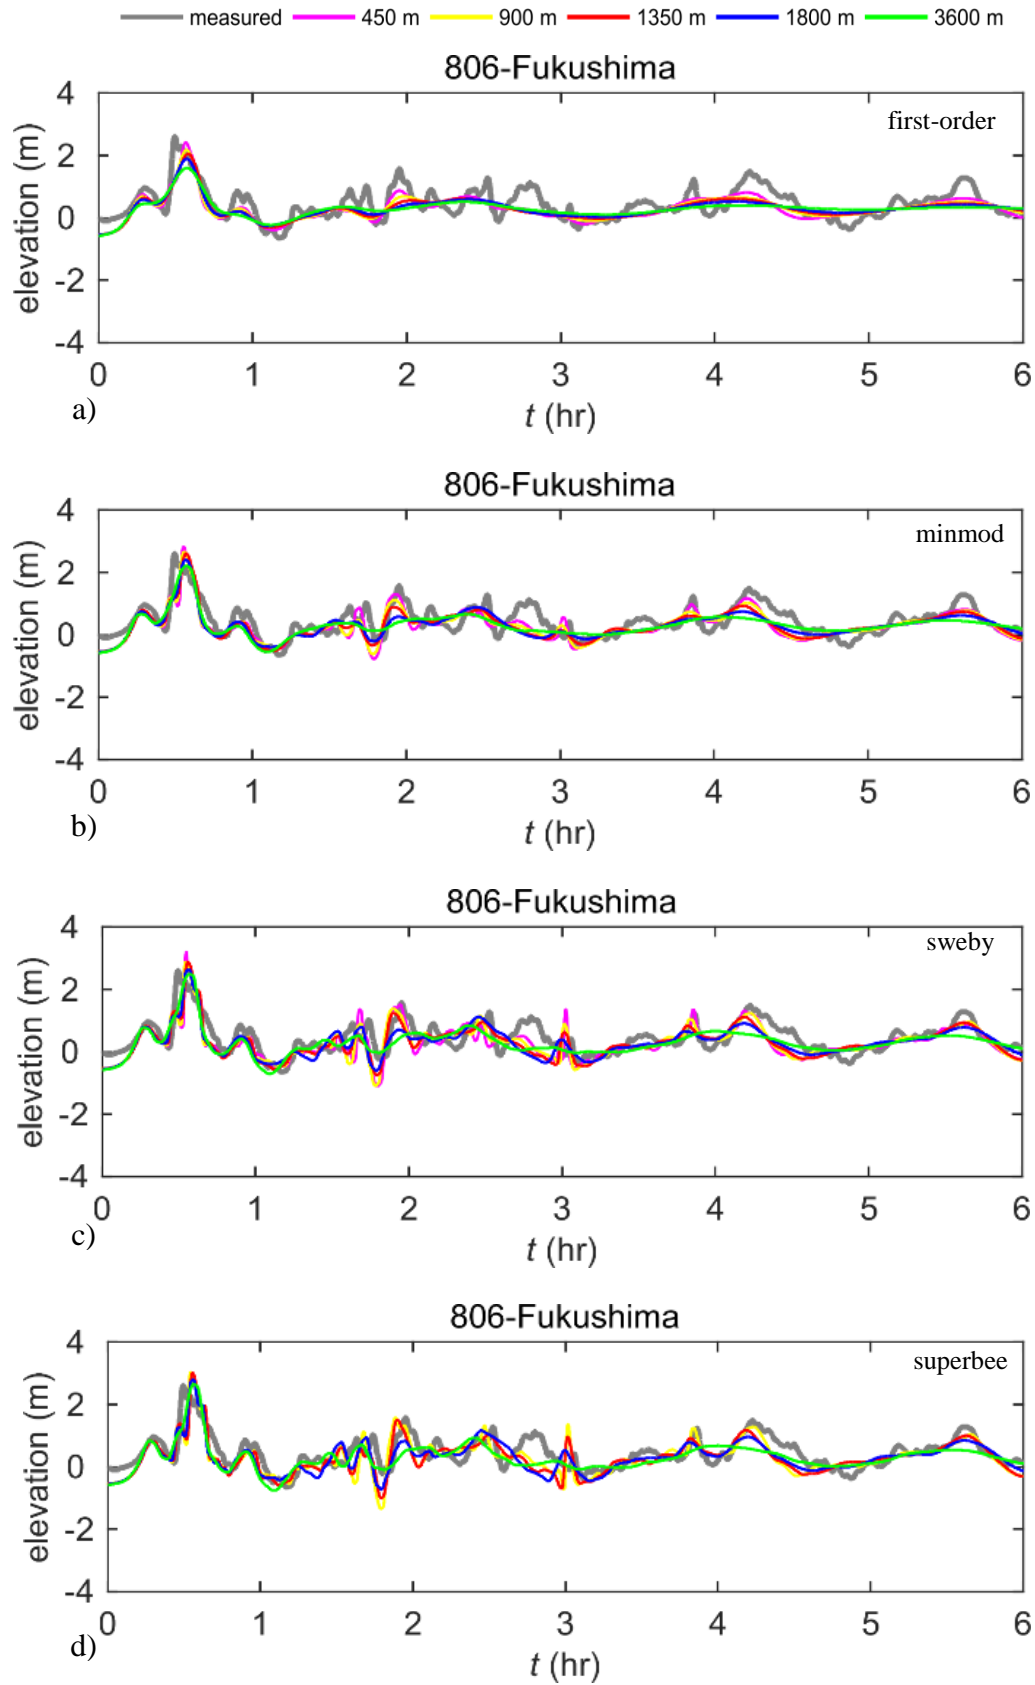 measured 450 m 900 m 1350 m 1800 m 3600 m
806-Fukushima
first-order
elevation (m)
4
2
0
-2
-4
0 1 2 3 4 5 6
t (hr)
a)
806-Fukushima
minmod
elevation (m)
4
2
0
-2
-4
0 1 2 3 4 5 6
t (hr)
b)
806-Fukushima
sweby
elevation (m)
4
2
0
-2
-4
0 1 2 3 4 5 6
t (hr)
c)
806-Fukushima
superbee
elevation (m)
4
2
0
-2
-4
0 1 2 3 4 5 6
t (hr)
d)